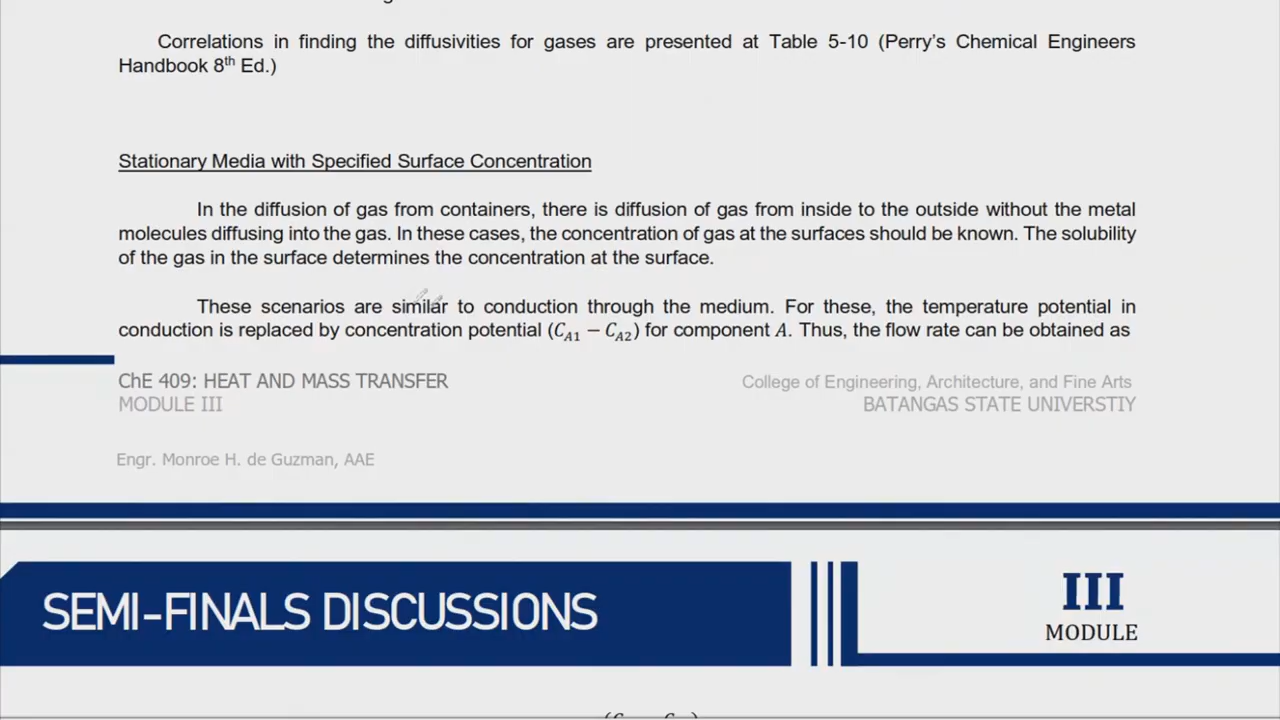 Correlations in finding the diffusivities for gases are presented at Table 5-10 (Perry's Chemical Engineers
Handbook 8th Ed.)
Stationary Media with Specified Surface Concentration
In the diffusion of gas from containers, there is diffusion of gas from inside to the outside without the metal
molecules diffusing into the gas. In these cases, the concentration of gas at the surfaces should be known. The solubility
of the gas in the surface determines the concentration at the surface.
These scenarios are similar to conduction through the medium. For these, the temperature potential in
conduction is replaced by concentration potential (C_{A1} − C_{A2}) for component A. Thus, the flow rate can be obtained as
ChE 409: HEAT AND MASS TRANSFER
MODULE III
College of Engineering, Architecture, and Fine Arts
BATANGAS STATE UNIVERSTIY
Engr. Monroe H. de Guzman, AAE
SEMI-FINALS DISCUSSIONS
III
MODULE